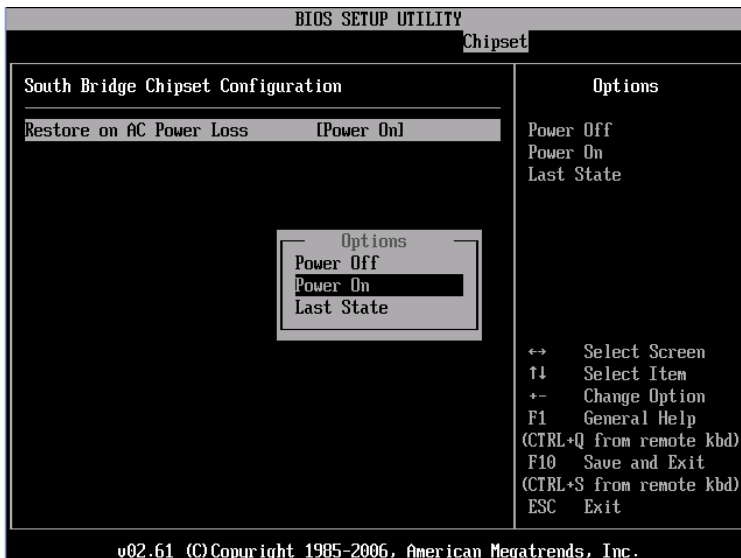 BIOS SETUP UTILITY
Chipset
South Bridge Chipset Configuration
Restore on AC Power Loss [Power On]
Options
Power Off
Power On
Last State
Options
Power Off
Power On
Last State
↔ Select Screen
↑↓ Select Item
+- Change Option
F1 General Help
(CTRL+Q from remote kbd)
F10 Save and Exit
(CTRL+S from remote kbd)
ESC Exit
v02.61 (C)Copyright 1985-2006, American Megatrends, Inc.